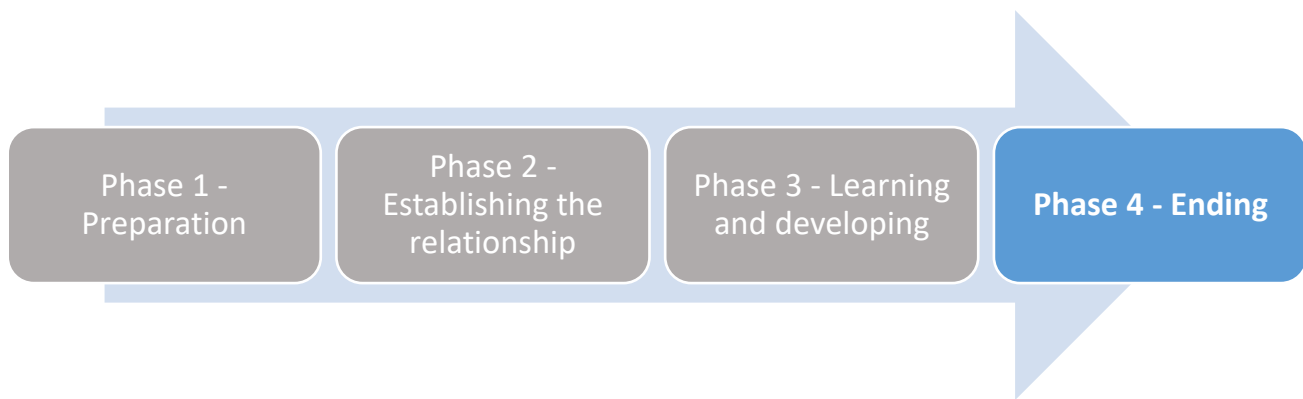 Phase 1 -
Preparation
Phase 2 -
Establishing the
relationship
Phase 3 - Learning
and developing
Phase 4 - Ending